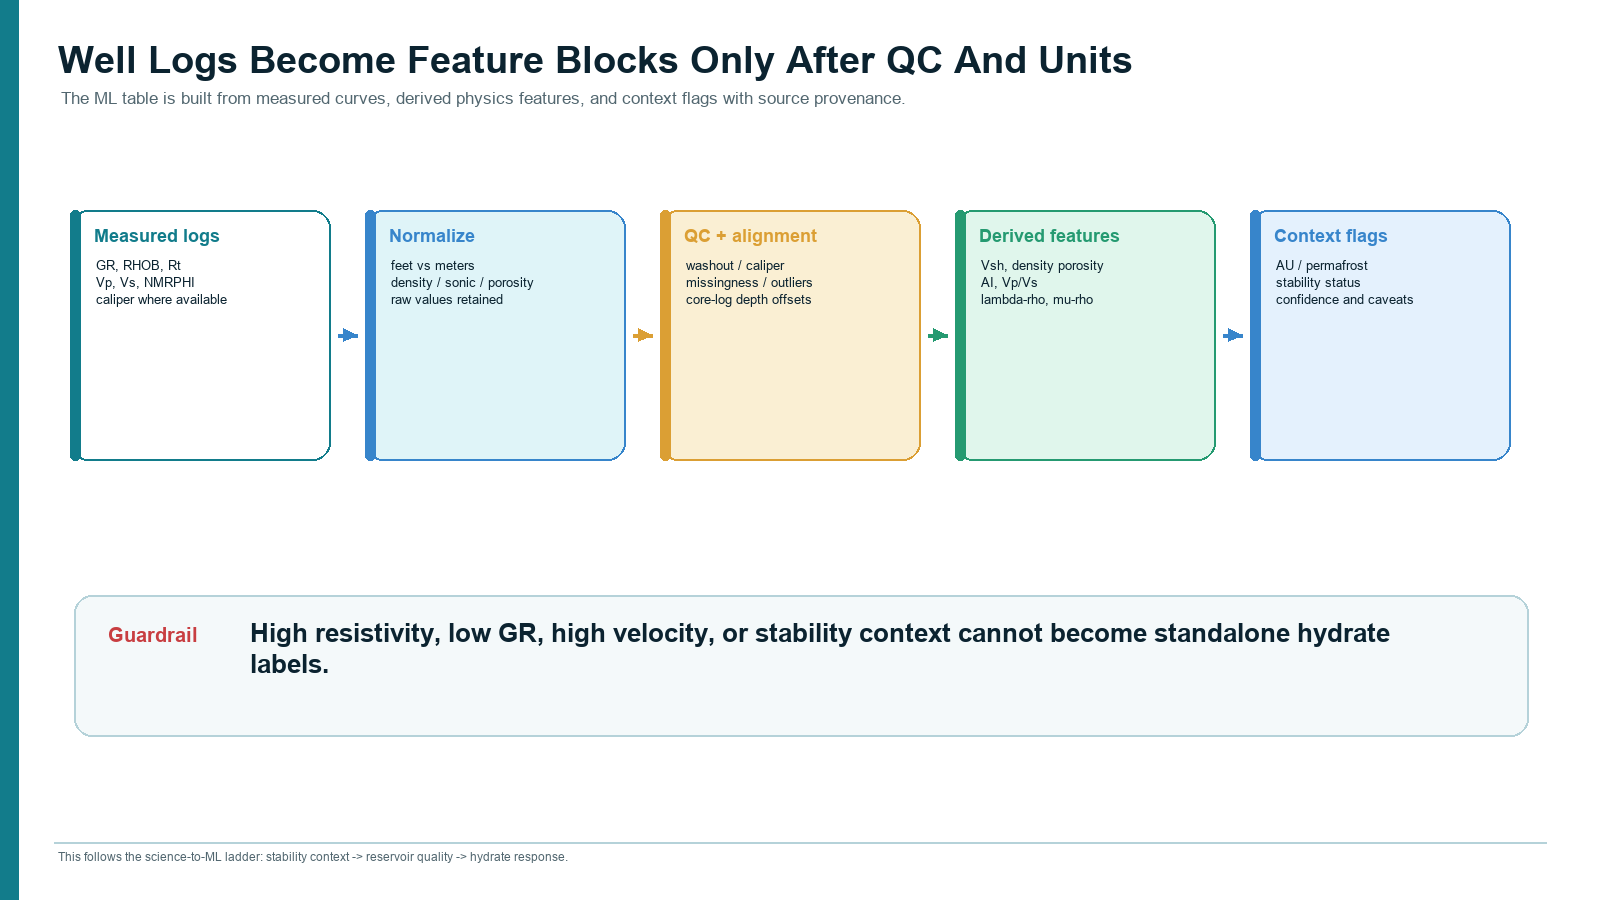 Well Logs Become Feature Blocks Only After QC And Units
The ML table is built from measured curves, derived physics features, and context flags with source provenance.
Measured logs
GR, RHOB, Rt
Vp, Vs, NMRPHI
caliper where available
Normalize
feet vs meters
density / sonic / porosity
raw values retained
QC + alignment
washout / caliper
missingness / outliers
core-log depth offsets
Derived features
Vsh, density porosity
AI, Vp/Vs
lambda-rho, mu-rho
Context flags
AU / permafrost
stability status
confidence and caveats
Guardrail
High resistivity, low GR, high velocity, or stability context cannot become standalone hydrate
labels.
This follows the science-to-ML ladder: stability context -> reservoir quality -> hydrate response.